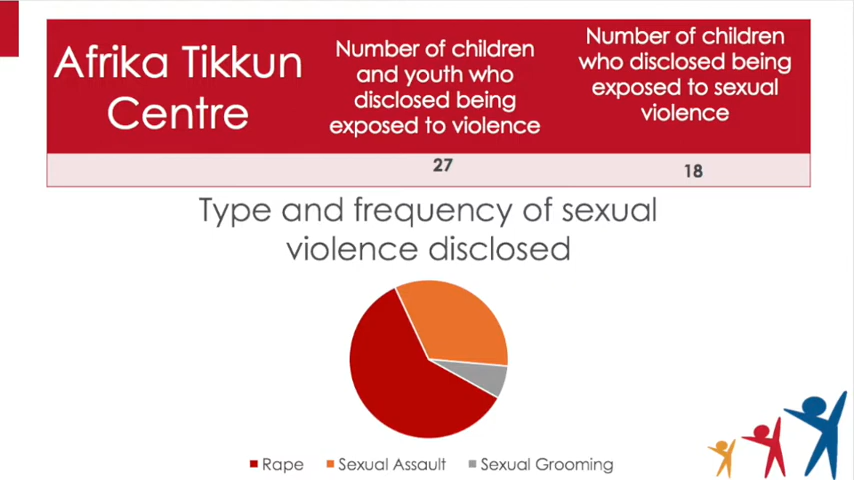 Afrika Tikkun
Centre
Number of children
and youth who
disclosed being
exposed to violence
Number of children
who disclosed being
exposed to sexual
violence
27
18
Type and frequency of sexual
violence disclosed
Rape
Sexual Assault
Sexual Grooming